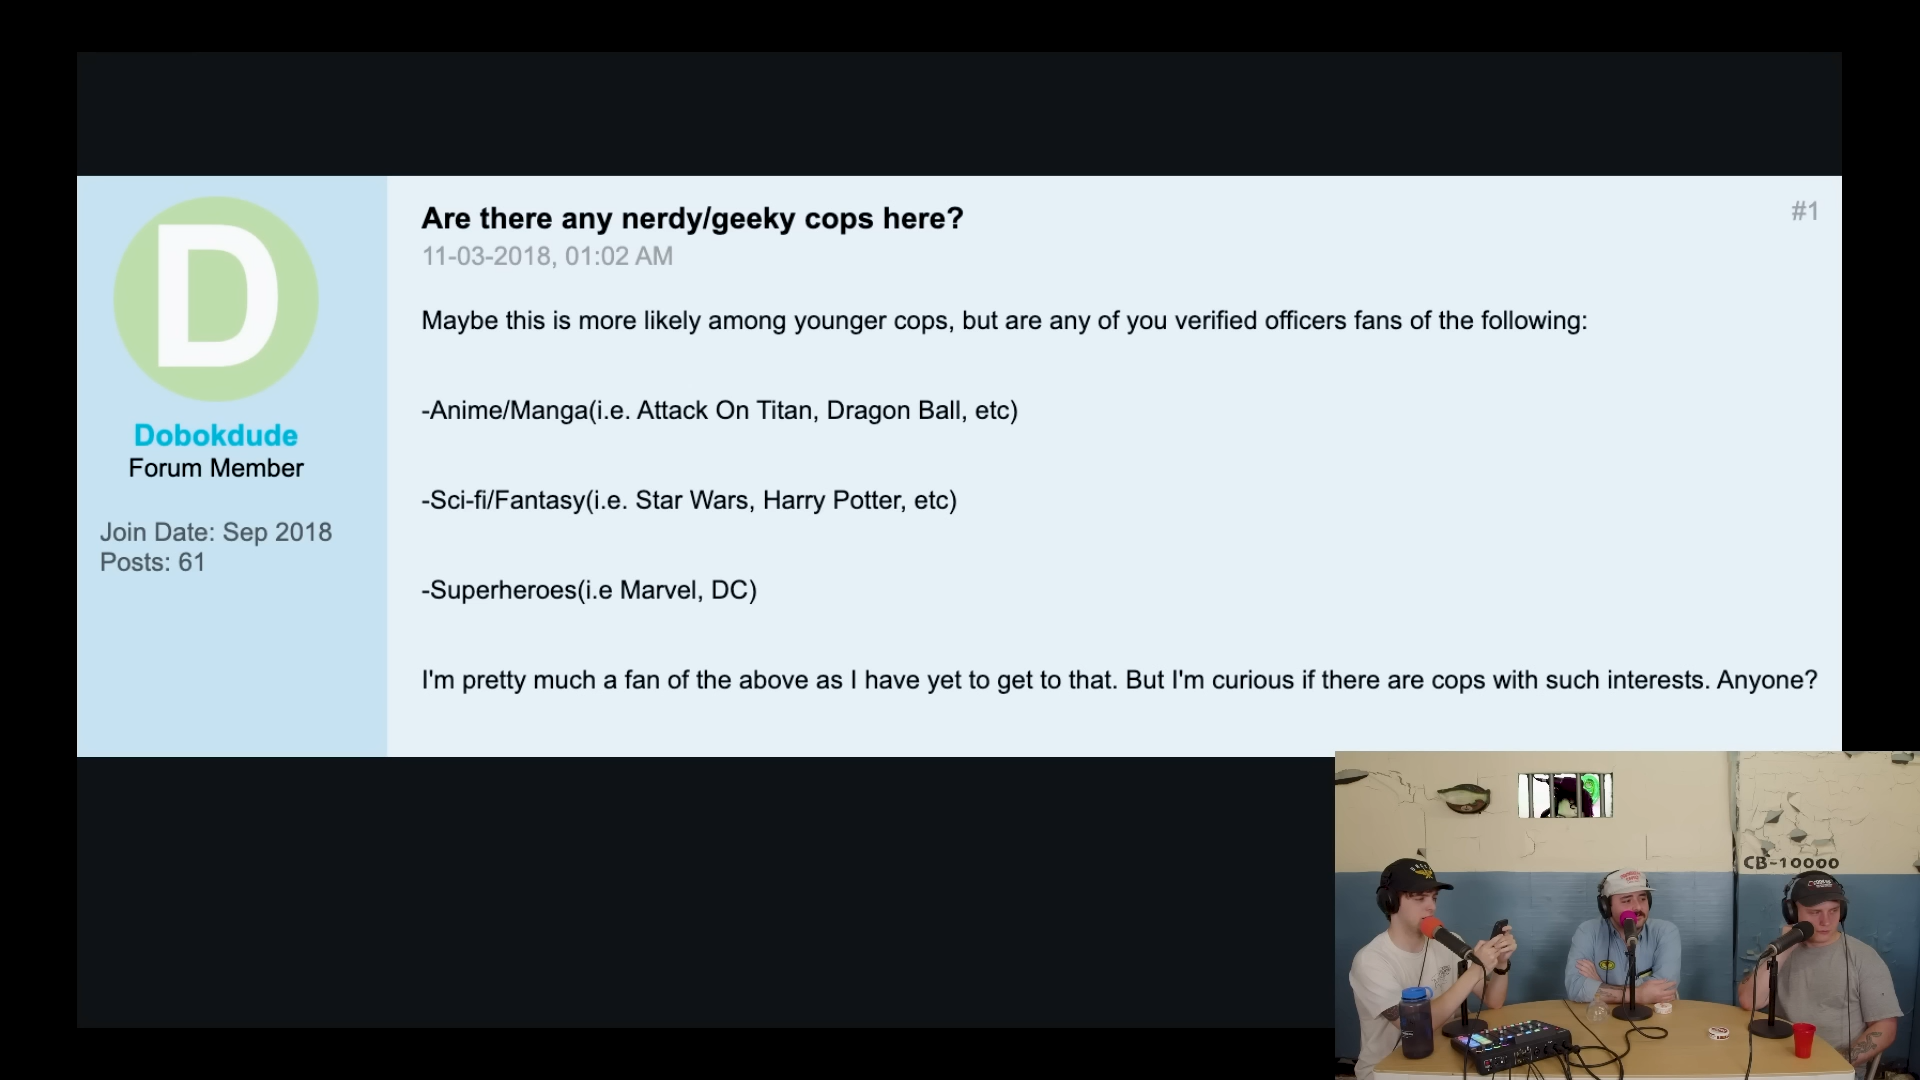 D
Dobokdude
Forum Member
Join Date: Sep 2018
Posts: 61
Are there any nerdy/geeky cops here?
#1
11-03-2018, 01:02 AM
Maybe this is more likely among younger cops, but are any of you verified officers fans of the following:
-Anime/Manga(i.e. Attack On Titan, Dragon Ball, etc)
-Sci-fi/Fantasy(i.e. Star Wars, Harry Potter, etc)
-Superheroes(i.e Marvel, DC)
I'm pretty much a fan of the above as I have yet to get to that. But I'm curious if there are cops with such interests. Anyone?
CB-10000